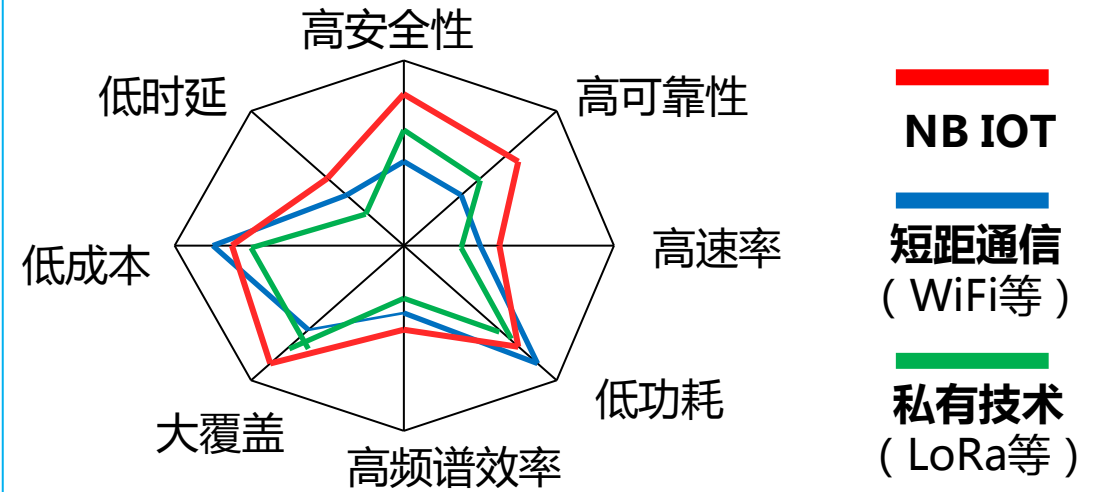 高安全性
低时延
高可靠性
低成本
高速率
大覆盖
低功耗
高频谱效率
NB IOT
短距通信
（WiFi等）
私有技术
（LoRa等）